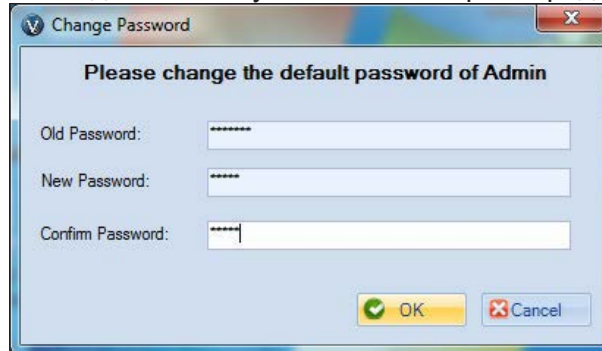 Change Password
Please change the default password of Admin
Old Password: *******
New Password: *****
Confirm Password: *****
OK Cancel